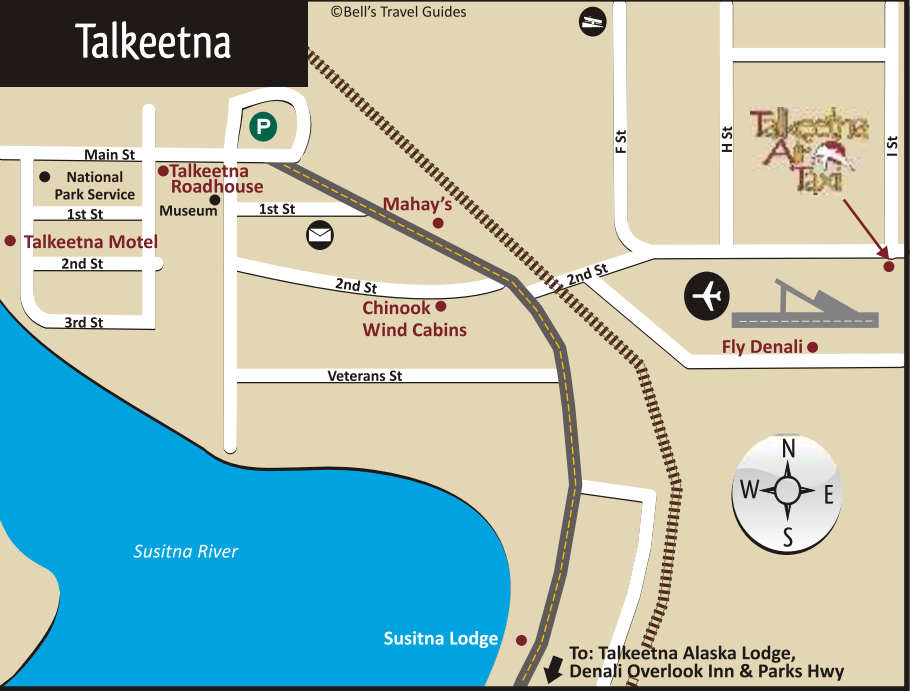 ©Bell's Travel Guides
Talkeetna
P
F St
H St
I St
Talkeetna
Air
Taxi
Main St
National
Park Service
Talkeetna
Roadhouse
Museum
1st St
1st St
Mahay's
Talkeetna Motel
2nd St
2nd St
2nd St
Chinook
Wind Cabins
3rd St
Fly Denali
Veterans St
N
W E
S
Susitna River
Susitna Lodge
To: Talkeetna Alaska Lodge,
Denali Overlook Inn & Parks Hwy